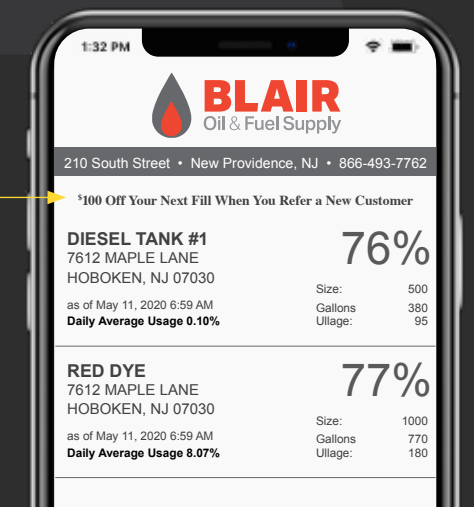 1:32 PM
BLAIR
Oil & Fuel Supply
210 South Street • New Providence, NJ • 866-493-7762
$100 Off Your Next Fill When You Refer a New Customer
DIESEL TANK #1
7612 MAPLE LANE
HOBOKEN, NJ 07030
as of May 11, 2020 6:59 AM
Daily Average Usage 0.10%
76%
Size: 500
Gallons 380
Ullage: 95
RED DYE
7612 MAPLE LANE
HOBOKEN, NJ 07030
as of May 11, 2020 6:59 AM
Daily Average Usage 8.07%
77%
Size: 1000
Gallons 770
Ullage: 180